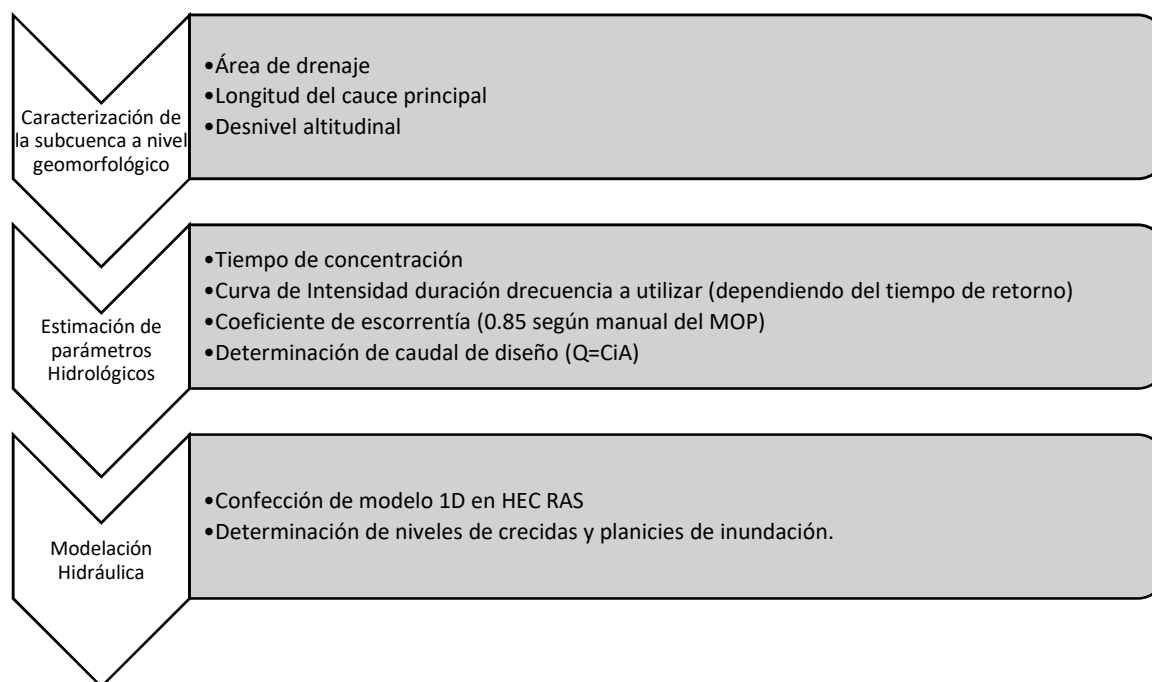 Caracterización de
la subcuenca a nivel
geomorfológico
•Área de drenaje
•Longitud del cauce principal
•Desnivel altitudinal
Estimación de
parámetros
Hidrológicos
•Tiempo de concentración
•Curva de Intensidad duración drecuencia a utilizar (dependiendo del tiempo de retorno)
•Coeficiente de escorrentía (0.85 según manual del MOP)
•Determinación de caudal de diseño (Q=CiA)
Modelación
Hidráulica
•Confección de modelo 1D en HEC RAS
•Determinación de niveles de crecidas y planicies de inundación.